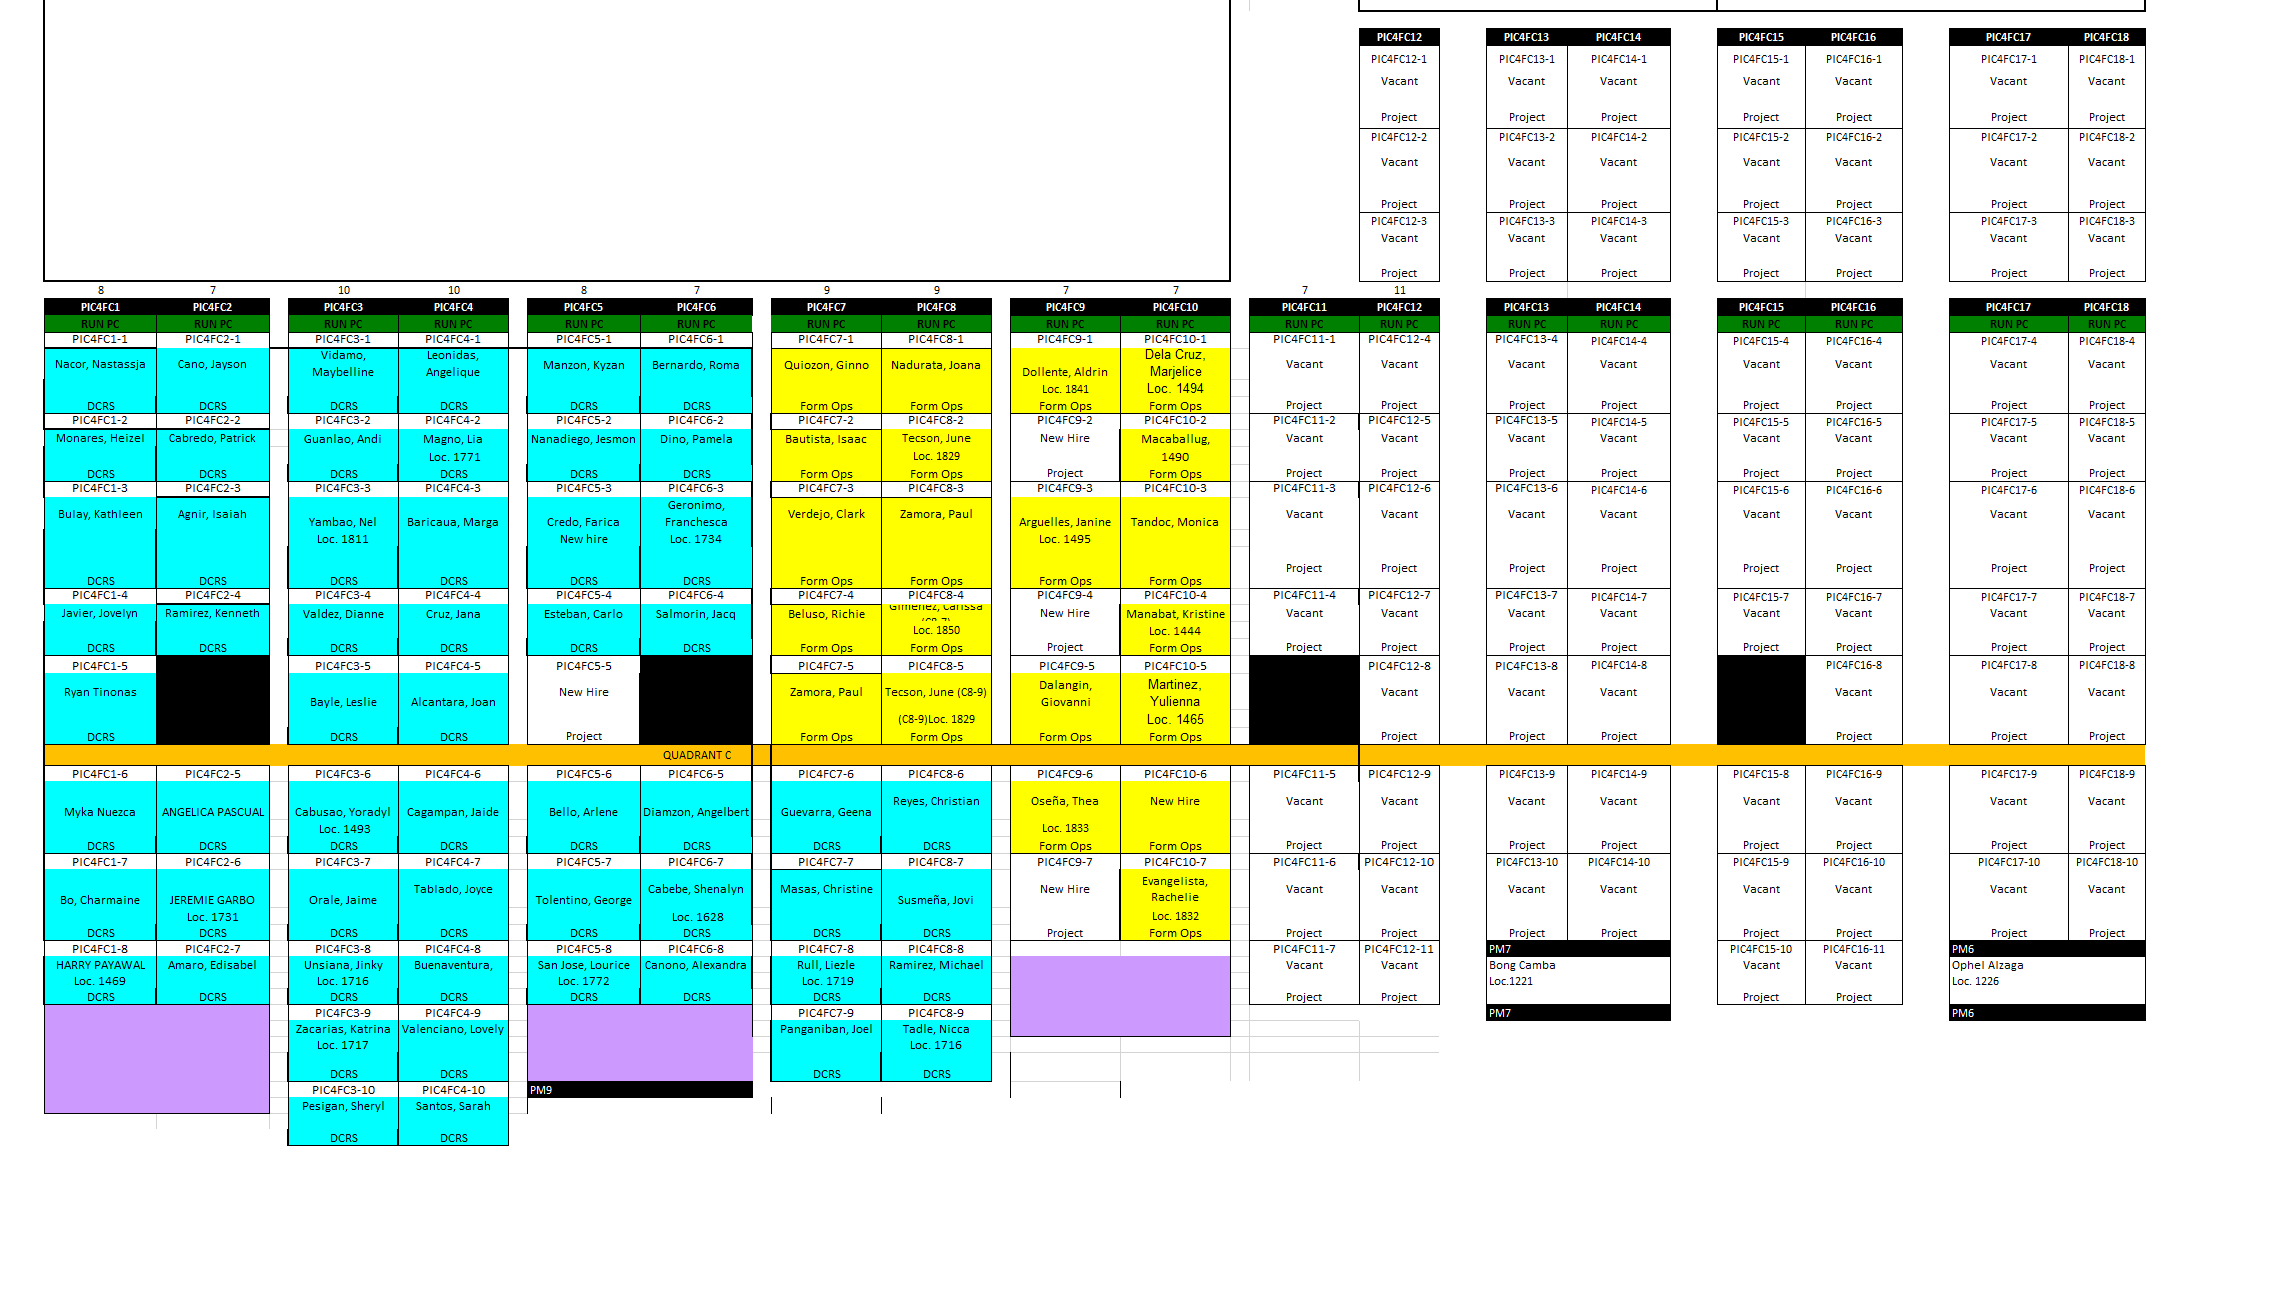 PIC4FC12 PIC4FC13 PIC4FC14 PIC4FC15 PIC4FC16 PIC4FC17 PIC4FC18
PIC4FC12-1 PIC4FC13-1 PIC4FC14-1 PIC4FC15-1 PIC4FC16-1 PIC4FC17-1 PIC4FC18-1
Vacant Vacant Vacant Vacant Vacant Vacant Vacant
Project Project Project Project Project Project Project
PIC4FC12-2 PIC4FC13-2 PIC4FC14-2 PIC4FC15-2 PIC4FC16-2 PIC4FC17-2 PIC4FC18-2
Vacant Vacant Vacant Vacant Vacant Vacant Vacant
Project Project Project Project Project Project Project
PIC4FC12-3 PIC4FC13-3 PIC4FC14-3 PIC4FC15-3 PIC4FC16-3 PIC4FC17-3 PIC4FC18-3
Vacant Vacant Vacant Vacant Vacant Vacant Vacant
Project Project Project Project Project Project Project
8 7 10 10 8 7 9 9 7 7 7 11
PIC4FC1 PIC4FC2 PIC4FC3 PIC4FC4 PIC4FC5 PIC4FC6 PIC4FC7 PIC4FC8 PIC4FC9 PIC4FC10 PIC4FC11 PIC4FC12 PIC4FC13 PIC4FC14 PIC4FC15 PIC4FC16 PIC4FC17 PIC4FC18
RUN PC RUN PC RUN PC RUN PC RUN PC RUN PC RUN PC RUN PC RUN PC RUN PC RUN PC RUN PC RUN PC RUN PC RUN PC RUN PC RUN PC RUN PC
PIC4FC1-1 PIC4FC2-1 PIC4FC3-1 PIC4FC4-1 PIC4FC5-1 PIC4FC6-1 PIC4FC7-1 PIC4FC8-1 PIC4FC9-1 PIC4FC10-1 PIC4FC11-1 PIC4FC12-4 PIC4FC13-4 PIC4FC14-4 PIC4FC15-4 PIC4FC16-4 PIC4FC17-4 PIC4FC18-4
Vidamo, Leonidas, Dela Cruz,
Nacor, Nastassja Cano, Jayson Maybelline Angelique Manzon, Kyzan Bernardo, Roma Quiozon, Ginno Nadurata, Joana Dollente, Aldrin Marjelice Vacant Vacant Vacant Vacant Vacant Vacant Vacant Vacant
Loc. 1841 Loc. 1494
DCRS DCRS DCRS DCRS DCRS DCRS Form Ops Form Ops Form Ops Form Ops Project Project Project Project Project Project Project Project
PIC4FC1-2 PIC4FC2-2 PIC4FC3-2 PIC4FC4-2 PIC4FC5-2 PIC4FC6-2 PIC4FC7-2 PIC4FC8-2 PIC4FC9-2 PIC4FC10-2 PIC4FC11-2 PIC4FC12-5 PIC4FC13-5 PIC4FC14-5 PIC4FC15-5 PIC4FC16-5 PIC4FC17-5 PIC4FC18-5
Monares, Heizel Cabredo, Patrick Guanlao, Andi Magno, Lia Nanadiego, Jesmon Dino, Pamela Bautista, Isaac Tecson, June New Hire Macaballug, Vacant Vacant Vacant Vacant Vacant Vacant Vacant Vacant
Loc. 1771 Loc. 1829 1490
DCRS DCRS DCRS DCRS DCRS DCRS Form Ops Form Ops Project Form Ops Project Project Project Project Project Project Project Project
PIC4FC1-3 PIC4FC2-3 PIC4FC3-3 PIC4FC4-3 PIC4FC5-3 PIC4FC6-3 PIC4FC7-3 PIC4FC8-3 PIC4FC9-3 PIC4FC10-3 PIC4FC11-3 PIC4FC12-6 PIC4FC13-6 PIC4FC14-6 PIC4FC15-6 PIC4FC16-6 PIC4FC17-6 PIC4FC18-6
Geronimo,
Bulay, Kathleen Agnir, Isaiah Yambao, Nel Baricaua, Marga Credo, Farica Franchesca Verdejo, Clark Zamora, Paul Arguelles, Janine Tandoc, Monica Vacant Vacant Vacant Vacant Vacant Vacant Vacant Vacant
Loc. 1811 New hire Loc. 1734 Loc. 1495
DCRS DCRS DCRS DCRS DCRS DCRS Form Ops Form Ops Form Ops Form Ops Project Project Project Project Project Project Project Project
PIC4FC1-4 PIC4FC2-4 PIC4FC3-4 PIC4FC4-4 PIC4FC5-4 PIC4FC6-4 PIC4FC7-4 PIC4FC8-4 PIC4FC9-4 PIC4FC10-4 PIC4FC11-4 PIC4FC12-7 PIC4FC13-7 PIC4FC14-7 PIC4FC15-7 PIC4FC16-7 PIC4FC17-7 PIC4FC18-7
Javier, Jovelyn Ramirez, Kenneth Valdez, Dianne Cruz, Jana Esteban, Carlo Salmorin, Jacq Beluso, Richie Gimenez, Carissa New Hire Manabat, Kristine Vacant Vacant Vacant Vacant Vacant Vacant Vacant Vacant
Loc. 1850 Loc. 1444
DCRS DCRS DCRS DCRS DCRS DCRS Form Ops Form Ops Project Form Ops Project Project Project Project Project Project Project Project
PIC4FC1-5 PIC4FC3-5 PIC4FC4-5 PIC4FC5-5 PIC4FC7-5 PIC4FC8-5 PIC4FC9-5 PIC4FC10-5 PIC4FC12-8 PIC4FC13-8 PIC4FC14-8 PIC4FC16-8 PIC4FC17-8 PIC4FC18-8
Ryan Tinonas Bayle, Leslie Alcantara, Joan New Hire Zamora, Paul Tecson, June (C8-9) Dalangin, Martinez, Vacant Vacant Vacant Vacant Vacant Vacant
Giovanni Yulienna
(C8-9)Loc. 1829 Loc. 1465
DCRS DCRS DCRS Project Form Ops Form Ops Form Ops Form Ops Project Project Project Project Project Project
QUADRANT C
PIC4FC1-6 PIC4FC2-5 PIC4FC3-6 PIC4FC4-6 PIC4FC5-6 PIC4FC6-5 PIC4FC7-6 PIC4FC8-6 PIC4FC9-6 PIC4FC10-6 PIC4FC11-5 PIC4FC12-9 PIC4FC13-9 PIC4FC14-9 PIC4FC15-8 PIC4FC16-9 PIC4FC17-9 PIC4FC18-9
Reyes, Christian Oseña, Thea New Hire Vacant Vacant Vacant Vacant Vacant Vacant Vacant Vacant
Myka Nuezca ANGELICA PASCUAL Cabusao, Yoradyl Cagampan, Jaide Bello, Arlene Diamzon, Angelbert Guevarra, Geena
Loc. 1493 Loc. 1833
DCRS DCRS DCRS DCRS DCRS DCRS DCRS DCRS Form Ops Form Ops Project Project Project Project Project Project Project Project
PIC4FC1-7 PIC4FC2-6 PIC4FC3-7 PIC4FC4-7 PIC4FC5-7 PIC4FC6-7 PIC4FC7-7 PIC4FC8-7 PIC4FC9-7 PIC4FC10-7 PIC4FC11-6 PIC4FC12-10 PIC4FC13-10 PIC4FC14-10 PIC4FC15-9 PIC4FC16-10 PIC4FC17-10 PIC4FC18-10
Tablado, Joyce Cabebe, Shenalyn Masas, Christine New Hire Evangelista, Vacant Vacant Vacant Vacant Vacant Vacant Vacant Vacant
Bo, Charmaine JEREMIE GARBO Orale, Jaime Tolentino, George Susmeña, Jovi Rachelie
Loc. 1731 Loc. 1628 Loc. 1832
DCRS DCRS DCRS DCRS DCRS DCRS DCRS DCRS Project Form Ops Project Project Project Project Project Project Project Project
PIC4FC1-8 PIC4FC2-7 PIC4FC3-8 PIC4FC4-8 PIC4FC5-8 PIC4FC6-8 PIC4FC7-8 PIC4FC8-8 PIC4FC11-7 PIC4FC12-11 PM7 PIC4FC15-10 PIC4FC16-11 PM6
HARRY PAYAWAL Amaro, Edisabel Unsiana, Jinky Buenaventura, San Jose, Lourice Canono, Alexandra Rull, Liezle Ramirez, Michael Vacant Vacant Bong Camba Vacant Vacant Ophel Alzaga
Loc. 1469 Loc. 1716 Loc. 1772 Loc. 1719 Loc.1221 Loc. 1226
DCRS DCRS DCRS DCRS DCRS DCRS DCRS DCRS Project Project Project Project
PIC4FC3-9 PIC4FC4-9 PIC4FC7-9 PIC4FC8-9 PM7 PM6
Zacarias, Katrina Valenciano, Lovely Panganiban, Joel Tadle, Nicca
Loc. 1717 Loc. 1716
DCRS DCRS DCRS DCRS
PIC4FC3-10 PIC4FC4-10 PM9
Pesigan, Sheryl Santos, Sarah
DCRS DCRS